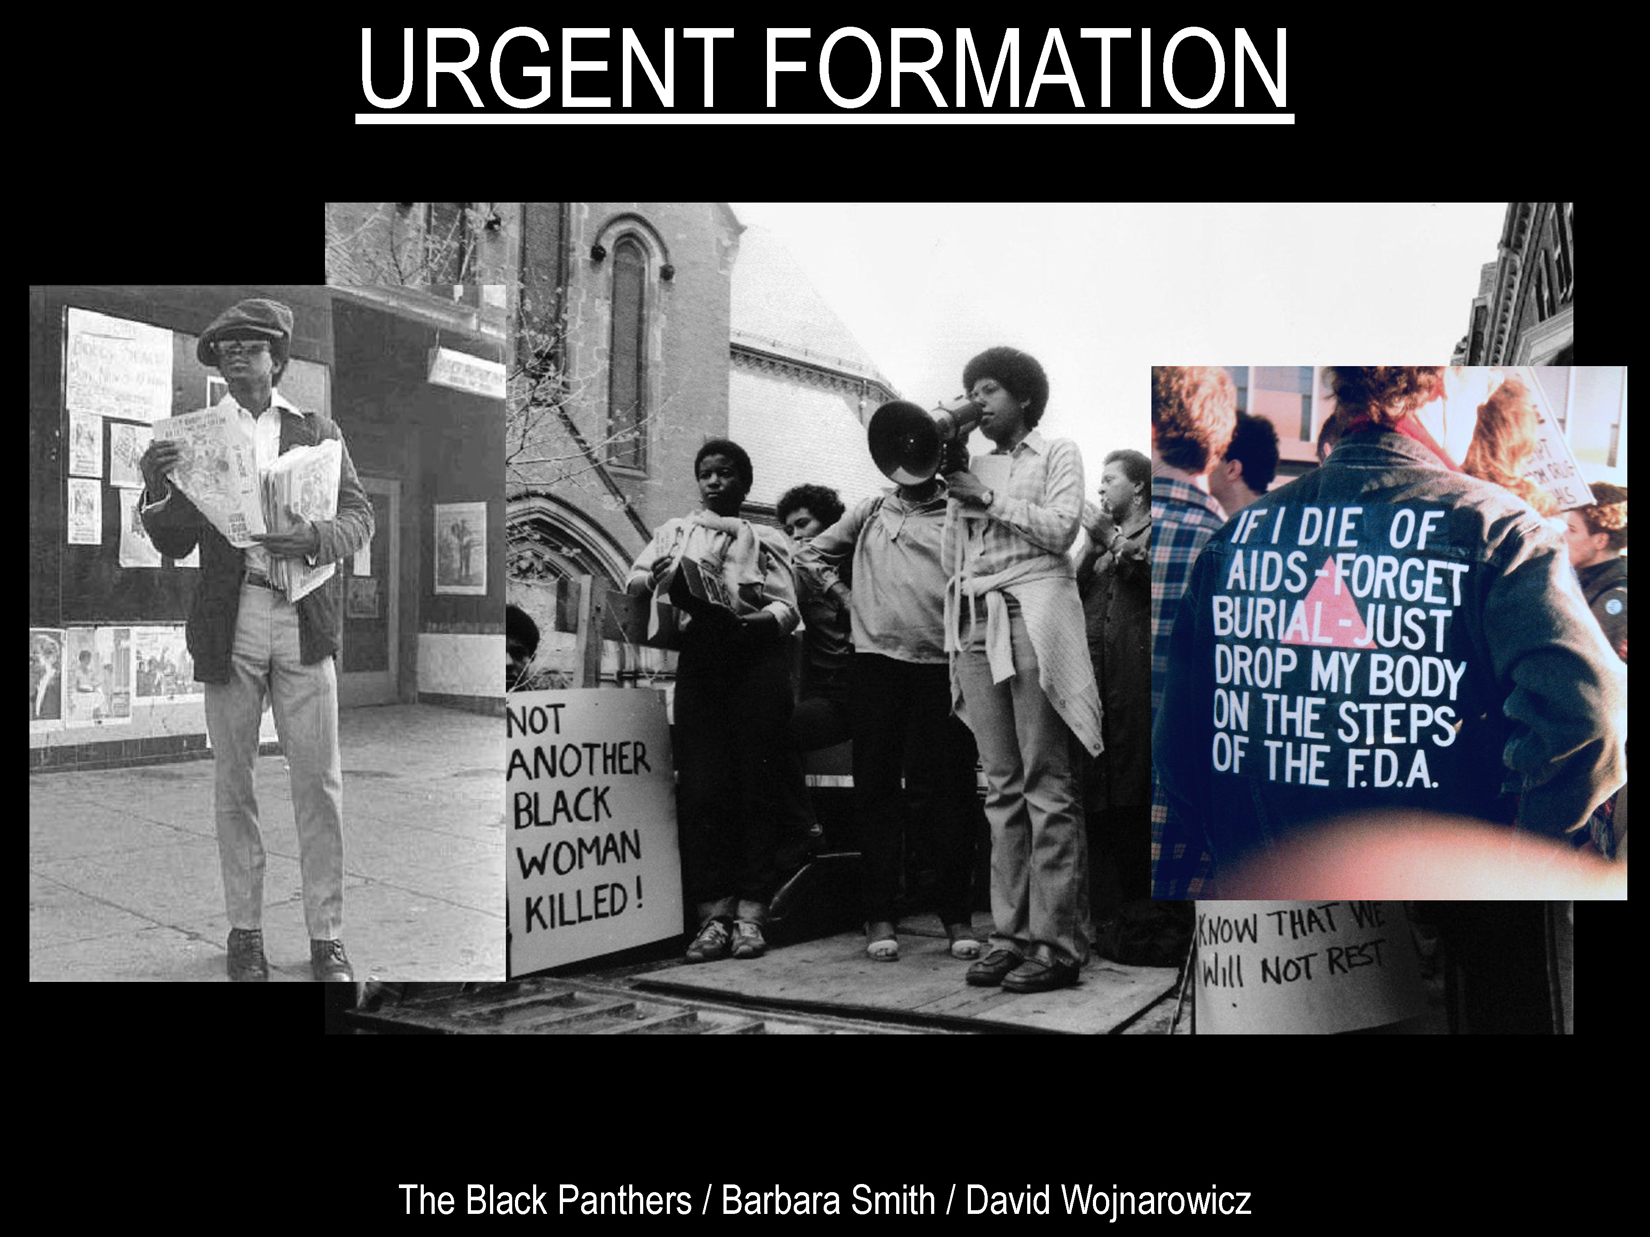 URGENT FORMATION
NOT
ANOTHER
BLACK
WOMAN
KILLED!
IF I DIE OF
AIDS - FORGET
BURIAL - JUST
DROP MY BODY
ON THE STEPS
OF THE F.D.A.
KNOW THAT WE
Will NOT REST
The Black Panthers / Barbara Smith / David Wojnarowicz